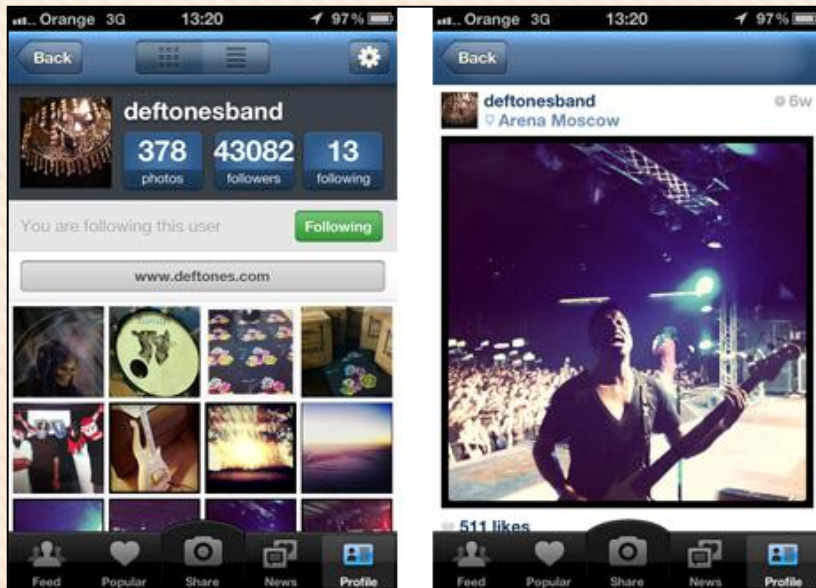 Orange 3G 13:20 97%
Back
deftonesband
378 43082 13
photos followers following
You are following this user Following
www.deftones.com
Feed Popular Share News Profile
Orange 3G 13:20 97%
Back
deftonesband 6w
Arena Moscow
511 likes
Feed Popular Share News Profile